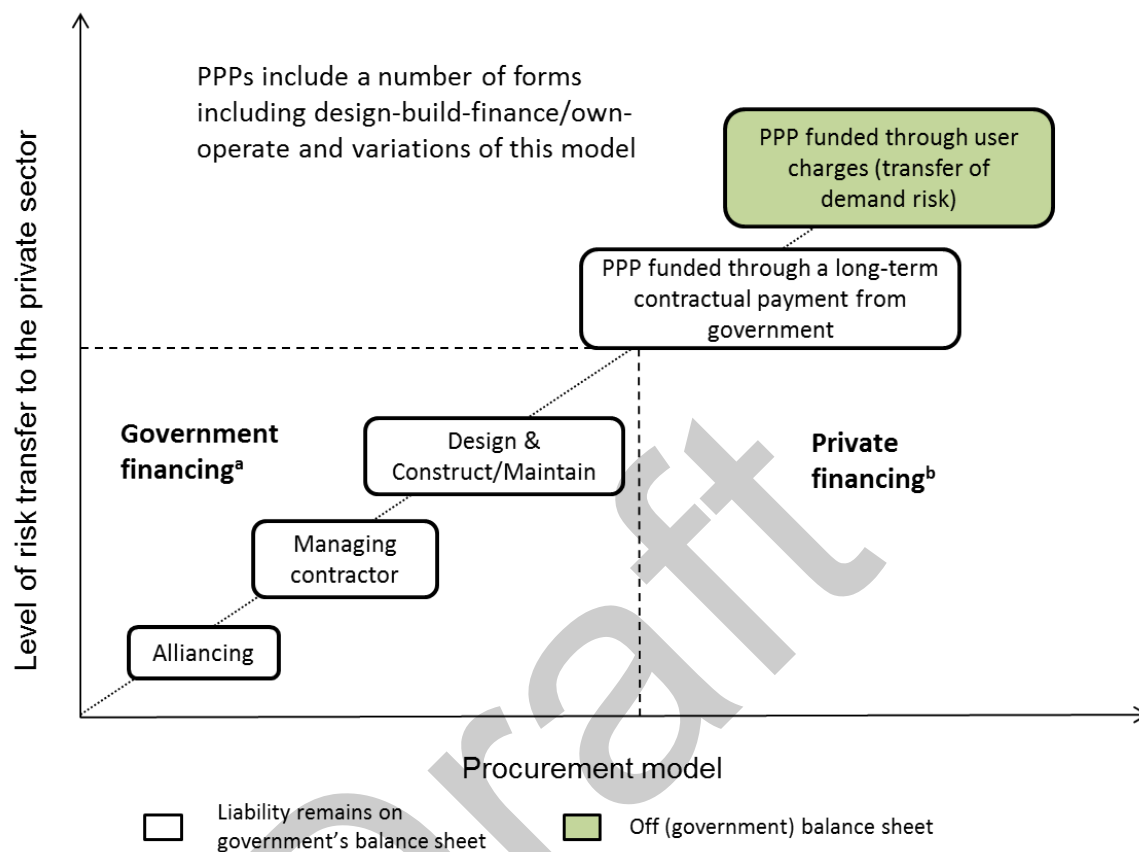 PPPs include a number of forms
including design-build-finance/own-
operate and variations of this model
PPP funded through user
charges (transfer of
demand risk)
PPP funded through a long-term
contractual payment from
government
Level of risk transfer to the private sector
Government
financingᵃ
Design &
Construct/Maintain
Private
financingᵇ
Managing
contractor
Alliancing
Draft
Procurement model
Liability remains on
government’s balance sheet
Off (government) balance sheet